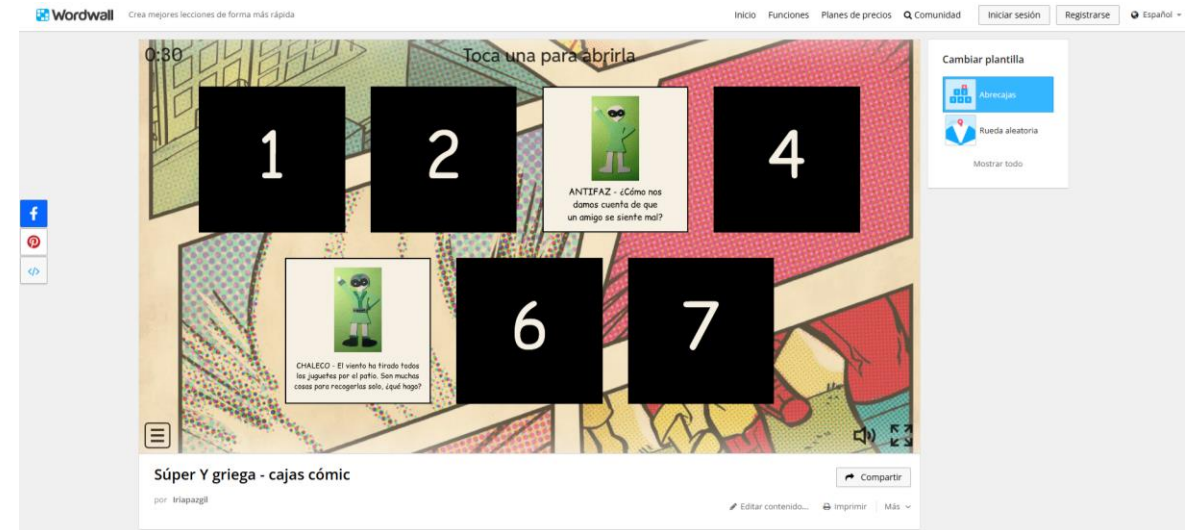 Wordwall Crea mejores lecciones de forma más rápida Inicio Funciones Planes de precios Comunidad Iniciar sesión Registrarse Español
0:30 Toca una para abrirla
Cambiar plantilla
Abrecajas
Rueda aleatoria
Mostrar todo
1 2 4
ANTIFAZ - ¿Cómo nos
damos cuenta de que
un amigo se siente mal?
6 7
CHALECO - El viento ha tirado todos
los juguetes por el patio. Son muchas
cosas para recogerlas solo, ¿qué hago?
Súper Y griega - cajas cómic
Compartir
por Iriapazgil
Editar contenido... Imprimir Más